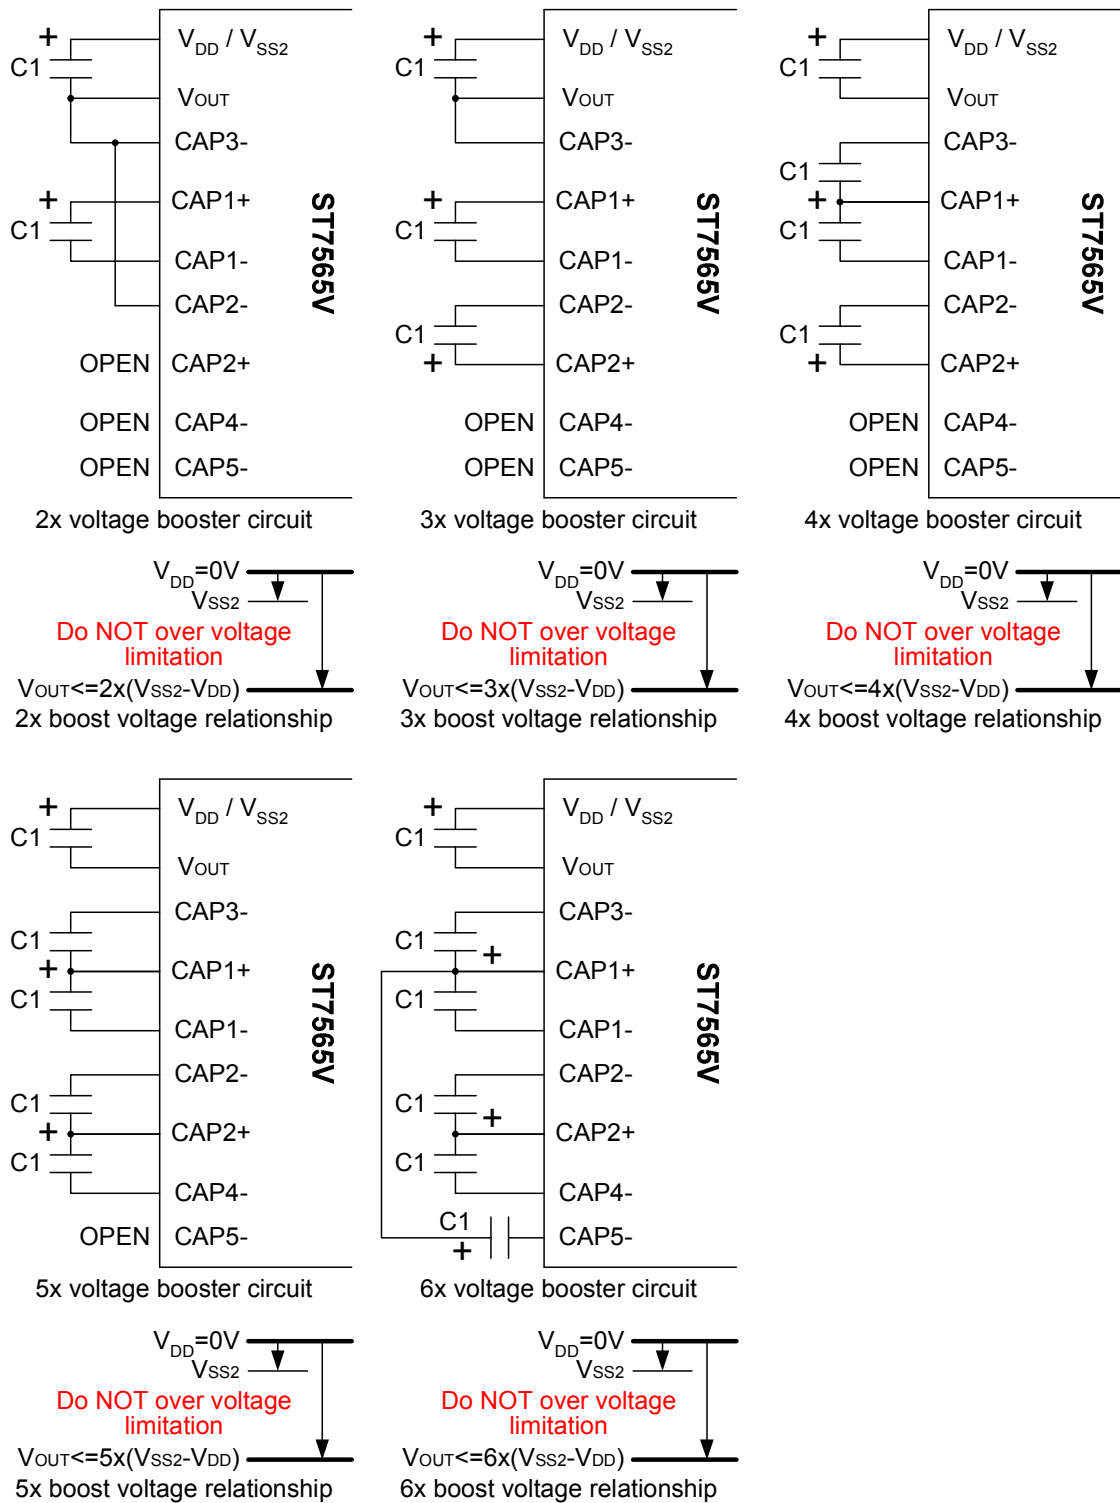 +
C1
VDD / VSS2
VOUT
CAP3-
+
C1
CAP1+
CAP1-
CAP2-
OPEN CAP2+
OPEN CAP4-
OPEN CAP5-
ST7565V
2x voltage booster circuit
VDD=0V
VSS2
Do NOT over voltage
limitation
VOUT<=2x(VSS2-VDD)
2x boost voltage relationship
+
C1
VDD / VSS2
VOUT
CAP3-
+
C1
CAP1+
CAP1-
CAP2-
C1
+
CAP2+
OPEN CAP4-
OPEN CAP5-
ST7565V
3x voltage booster circuit
VDD=0V
VSS2
Do NOT over voltage
limitation
VOUT<=3x(VSS2-VDD)
3x boost voltage relationship
+
C1
VDD / VSS2
VOUT
CAP3-
C1
+
CAP1+
C1
CAP1-
CAP2-
C1
+
CAP2+
OPEN CAP4-
OPEN CAP5-
ST7565V
4x voltage booster circuit
VDD=0V
VSS2
Do NOT over voltage
limitation
VOUT<=4x(VSS2-VDD)
4x boost voltage relationship
+
C1
VDD / VSS2
VOUT
CAP3-
C1
+
CAP1+
C1
CAP1-
CAP2-
C1
+
CAP2+
C1
CAP4-
OPEN CAP5-
ST7565V
5x voltage booster circuit
VDD=0V
VSS2
Do NOT over voltage
limitation
VOUT<=5x(VSS2-VDD)
5x boost voltage relationship
+
C1
VDD / VSS2
VOUT
CAP3-
C1
+
CAP1+
C1
CAP1-
CAP2-
C1
+
CAP2+
C1
CAP4-
C1
+
CAP5-
ST7565V
6x voltage booster circuit
VDD=0V
VSS2
Do NOT over voltage
limitation
VOUT<=6x(VSS2-VDD)
6x boost voltage relationship